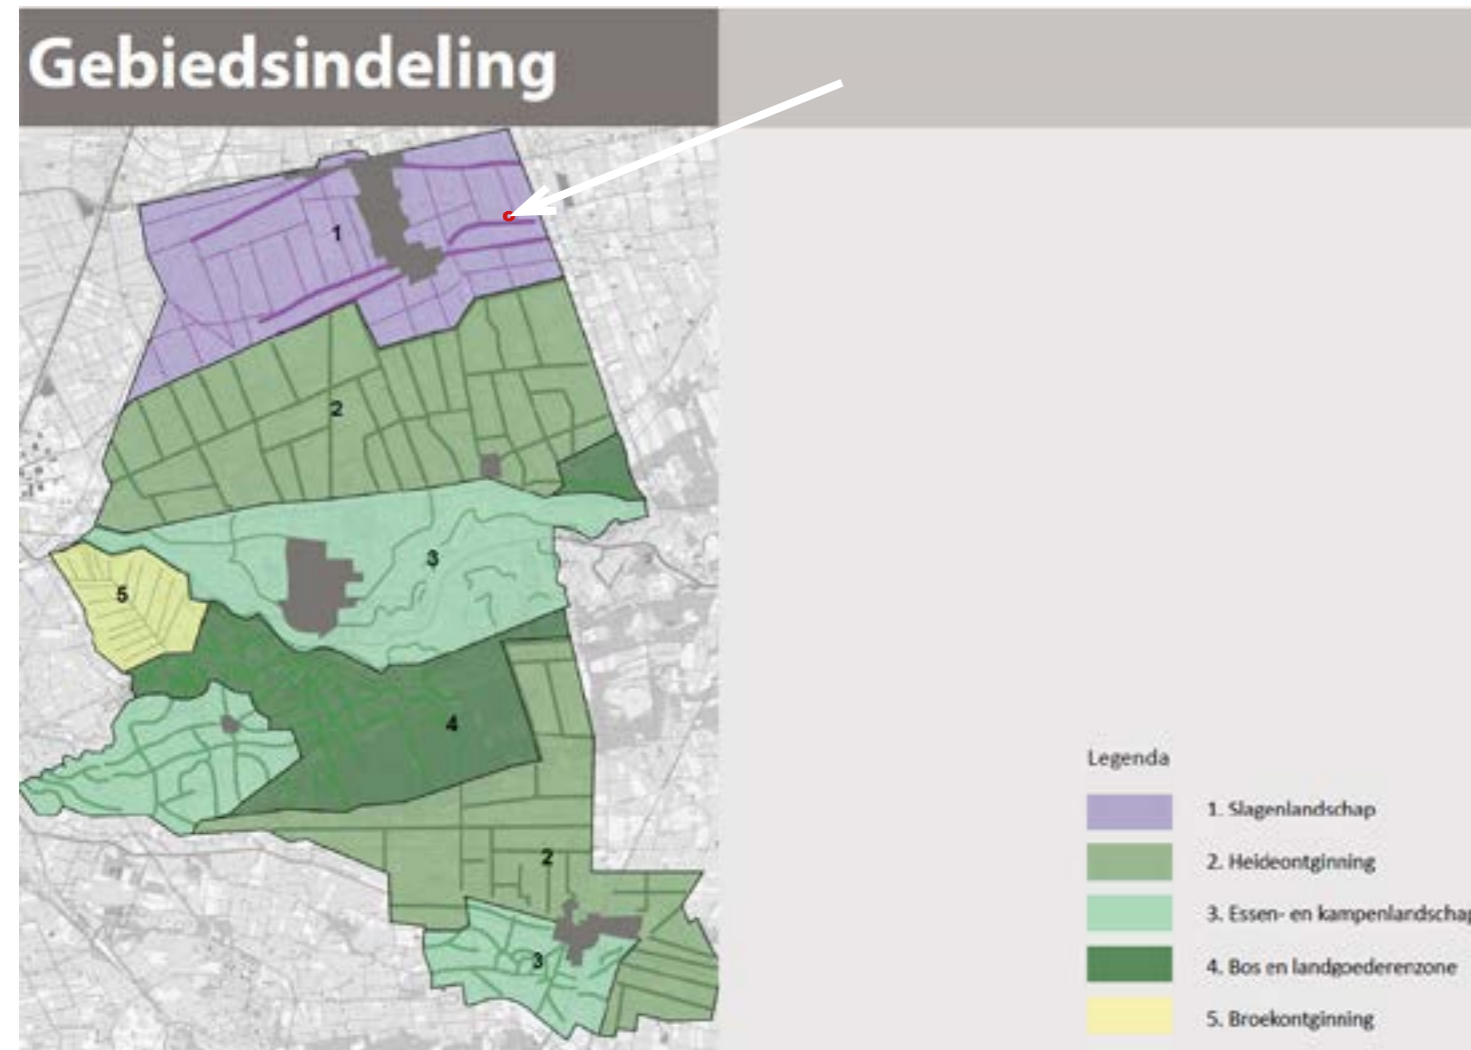 Gebiedsindeling
1
2
3
5
4
2
3
Legenda
1. Slagenlandschap
2. Heideontginning
3. Essen- en kampenlandschap
4. Bos en landgoederenzone
5. Broekontginning